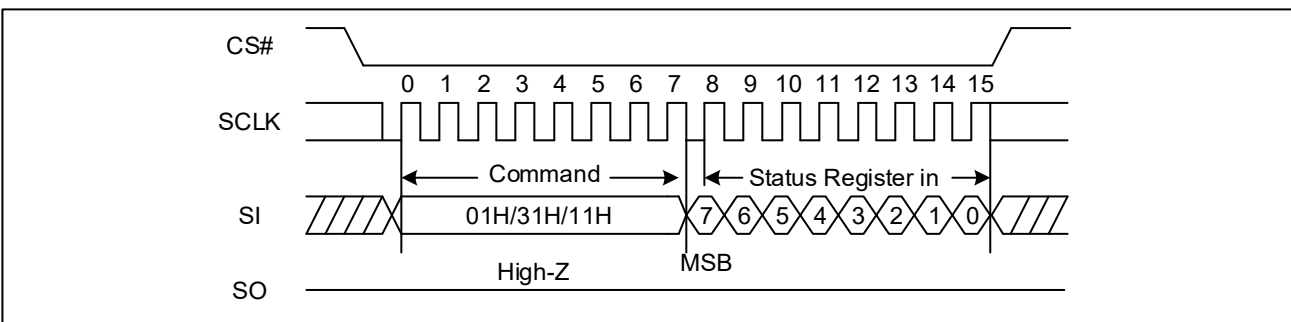 CS#
0 1 2 3 4 5 6 7 8 9 10 11 12 13 14 15
SCLK
Command Status Register in
SI 01H/31H/11H 7 6 5 4 3 2 1 0
High-Z MSB
SO